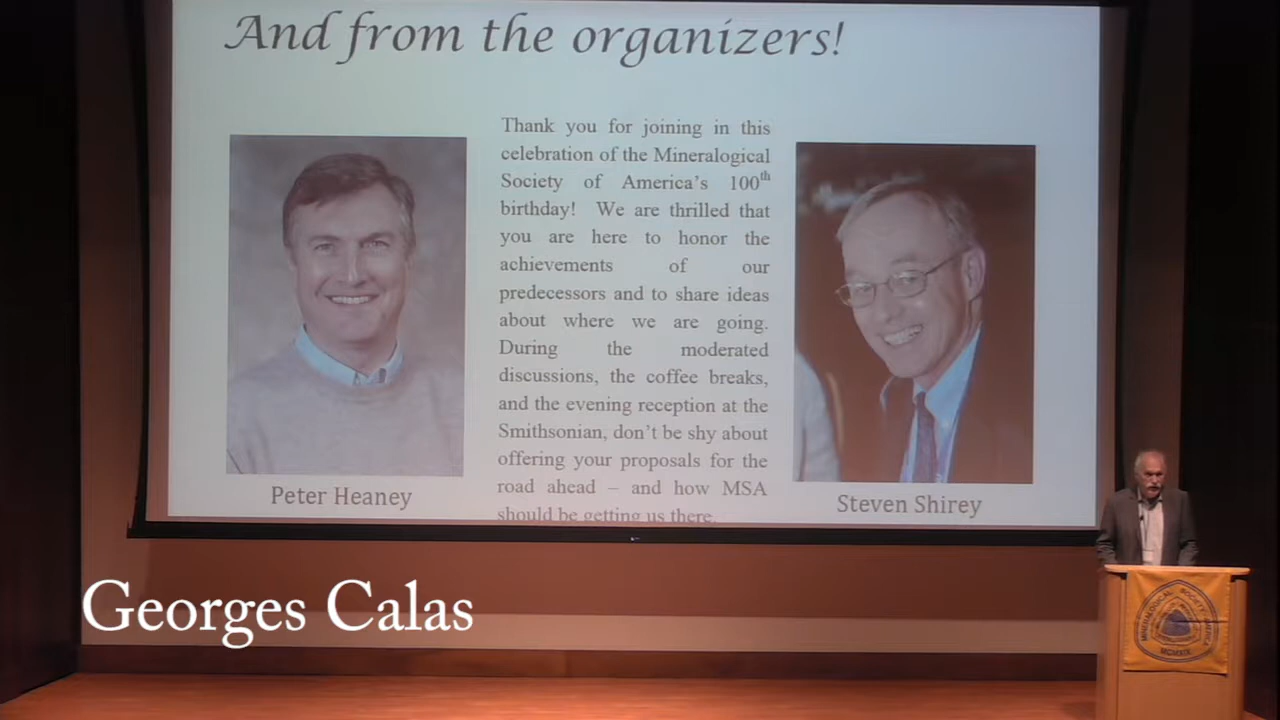 And from the organizers!
Thank you for joining in this
celebration of the Mineralogical
Society of America's 100th
birthday! We are thrilled that
you are here to honor the
achievements of our
predecessors and to share ideas
about where we are going.
During the moderated
discussions, the coffee breaks,
and the evening reception at the
Smithsonian, don't be shy about
offering your proposals for the
road ahead – and how MSA
should be getting us there.
Peter Heaney
Steven Shirey
Georges Calas
MINERALOGICAL SOCIETY AMERICA
MCMXIX